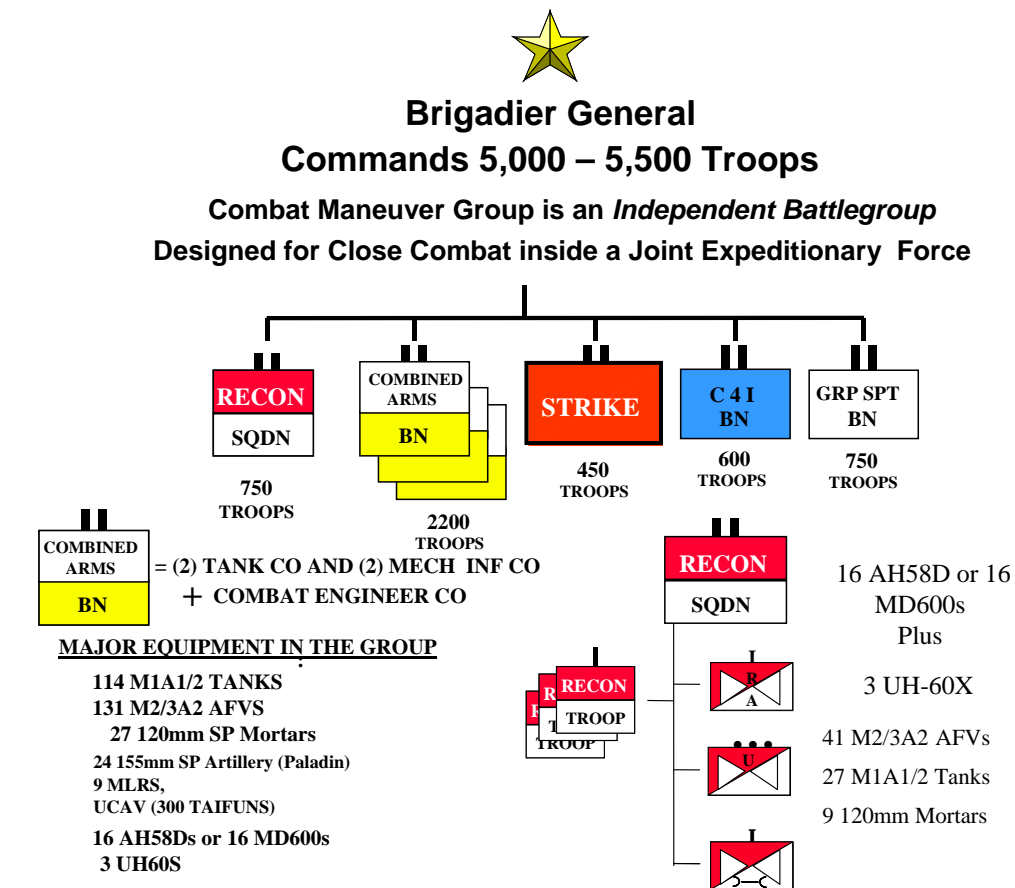 Brigadier General
Commands 5,000 – 5,500 Troops
Combat Maneuver Group is an Independent Battlegroup
Designed for Close Combat inside a Joint Expeditionary Force
RECON
SQDN
750
TROOPS
COMBINED
ARMS
BN
2200
TROOPS
STRIKE
450
TROOPS
C 4 I
BN
600
TROOPS
GRP SPT
BN
750
TROOPS
COMBINED
ARMS
BN
= (2) TANK CO AND (2) MECH INF CO
+ COMBAT ENGINEER CO
MAJOR EQUIPMENT IN THE GROUP
:
114 M1A1/2 TANKS
131 M2/3A2 AFVS
27 120mm SP Mortars
24 155mm SP Artillery (Paladin)
9 MLRS,
UCAV (300 TAIFUNS)
16 AH58Ds or 16 MD600s
3 UH60S
RECON
SQDN
RECON
TROOP
R
T
R
TROOP
I
R
A
U
I
16 AH58D or 16
MD600s
Plus
3 UH-60X
41 M2/3A2 AFVs
27 M1A1/2 Tanks
9 120mm Mortars